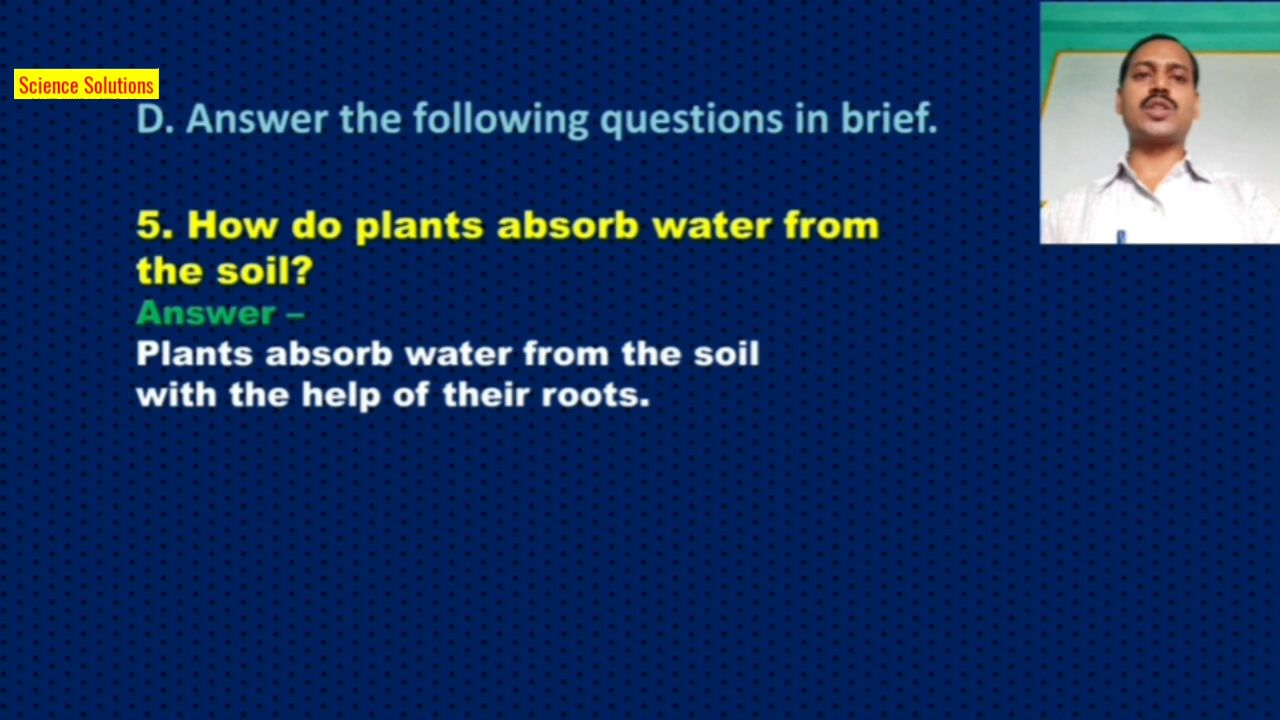 Science Solutions
D. Answer the following questions in brief.
5. How do plants absorb water from
the soil?
Answer –
Plants absorb water from the soil
with the help of their roots.